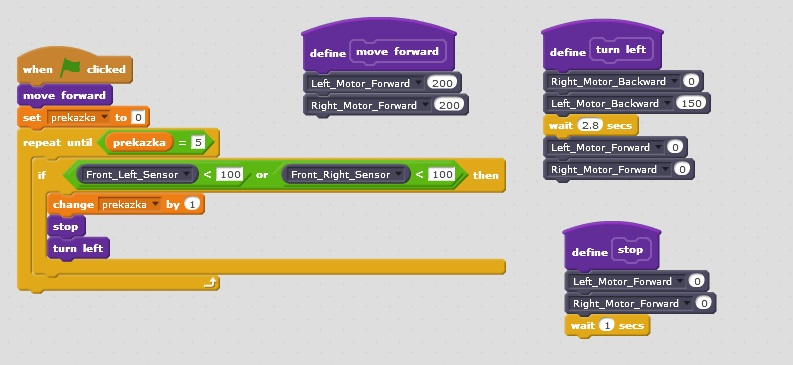 when clicked
move forward
set prekazka to 0
repeat until prekazka = 5
if Front_Left_Sensor < 100 or Front_Right_Sensor < 100 then
change prekazka by 1
stop
turn left
define move forward
Left_Motor_Forward 200
Right_Motor_Forward 200
define turn left
Right_Motor_Backward 0
Left_Motor_Backward 150
wait 2.8 secs
Left_Motor_Forward 0
Right_Motor_Forward 0
define stop
Left_Motor_Forward 0
Right_Motor_Forward 0
wait 1 secs